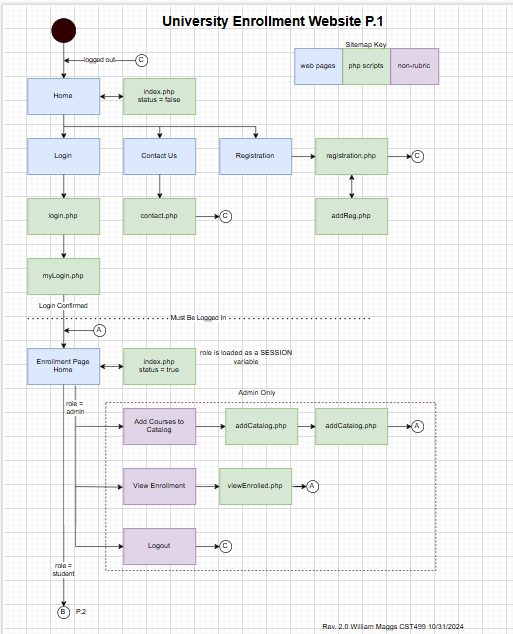 University Enrollment Website P.1
Sitemap Key
web pages
php scripts
non-rubric
logged out
C
Home
index.php
status = false
Login
Contact Us
Registration
registration.php
C
login.php
contact.php
C
addReg.php
myLogin.php
Login Confirmed
Must Be Logged In
A
Enrollment Page
Home
index.php
status = true
role is loaded as a SESSION
variable
role =
admin
Admin Only
Add Courses to
Catalog
addCatalog.php
addCatalog.php
A
View Enrollment
viewEnrolled.php
A
Logout
C
role =
student
B
P.2
Rev. 2.0 William Maggs CST499 10/31/2024